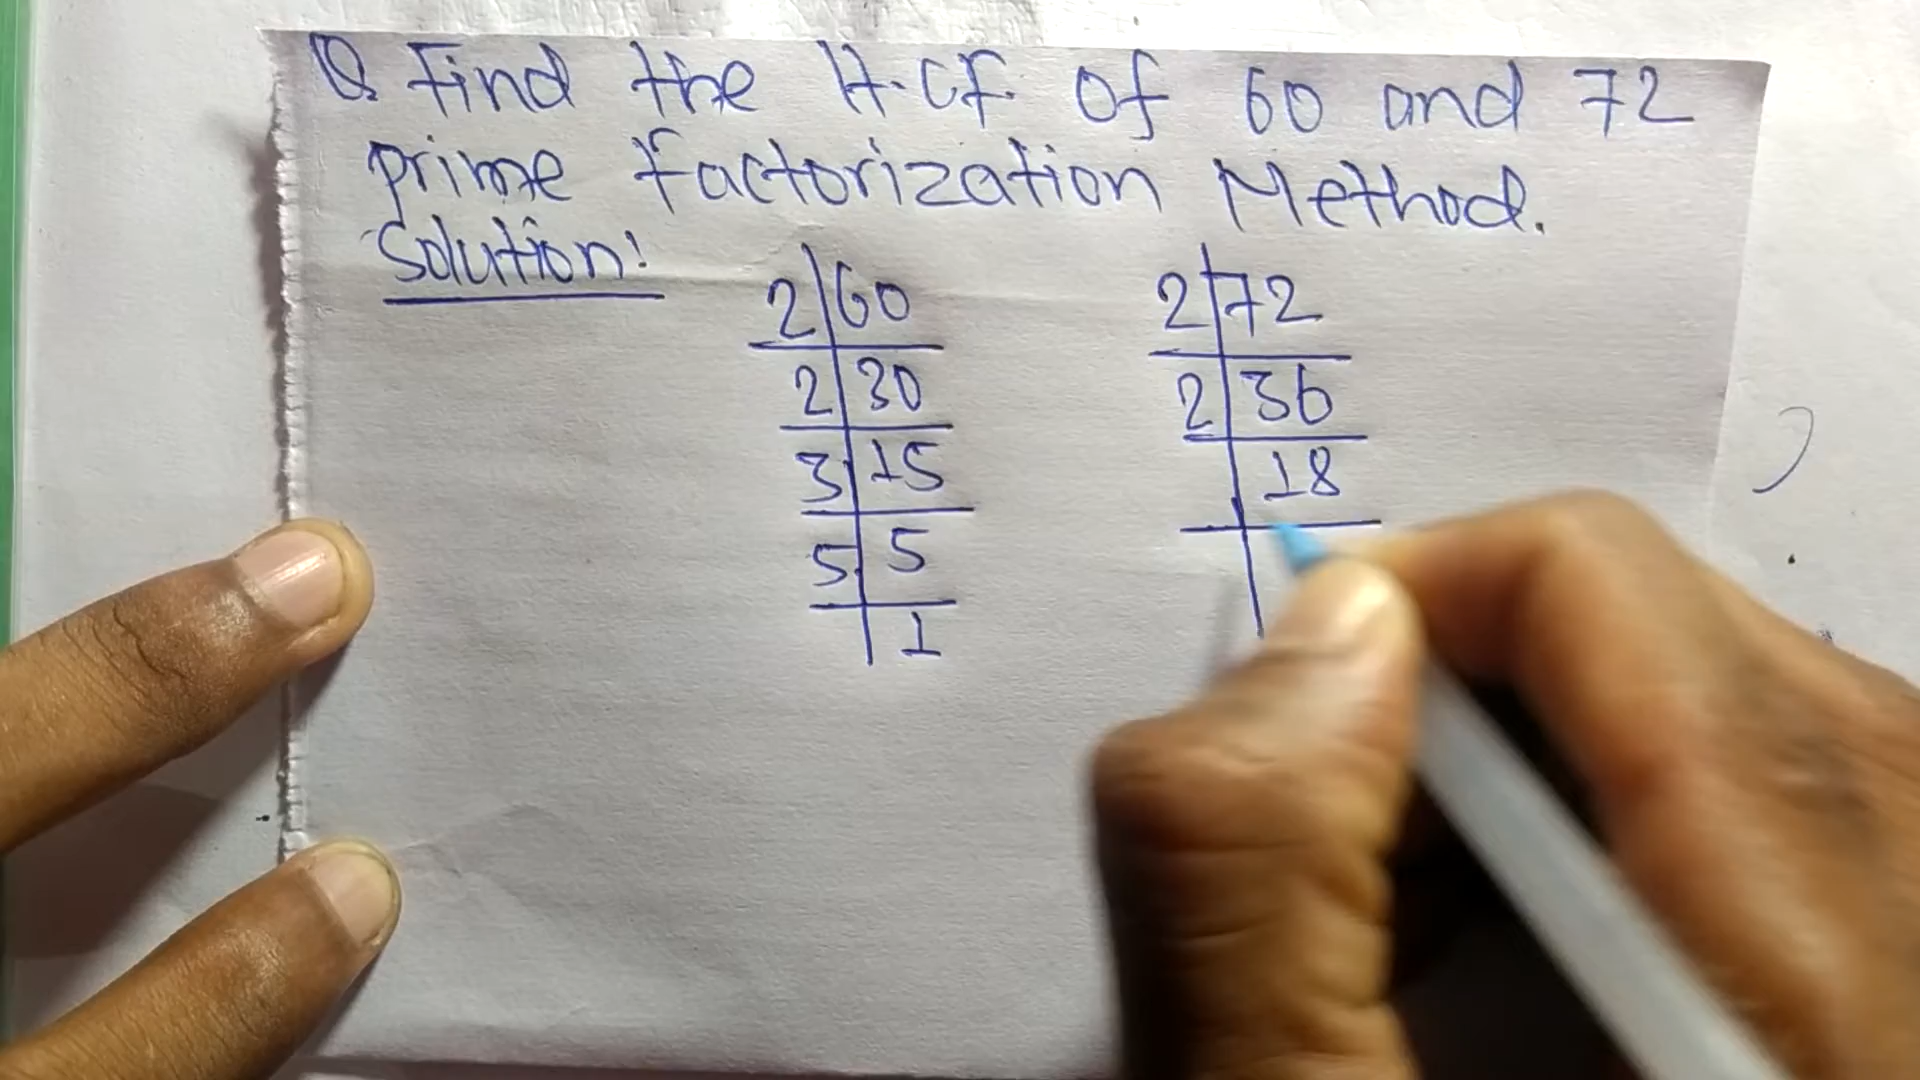 Q. Find the H.C.F. Of 60 and 72
prime factorization Method.
Solution:
2 60
2 30
3 15
5 5
1
2 72
2 36
18